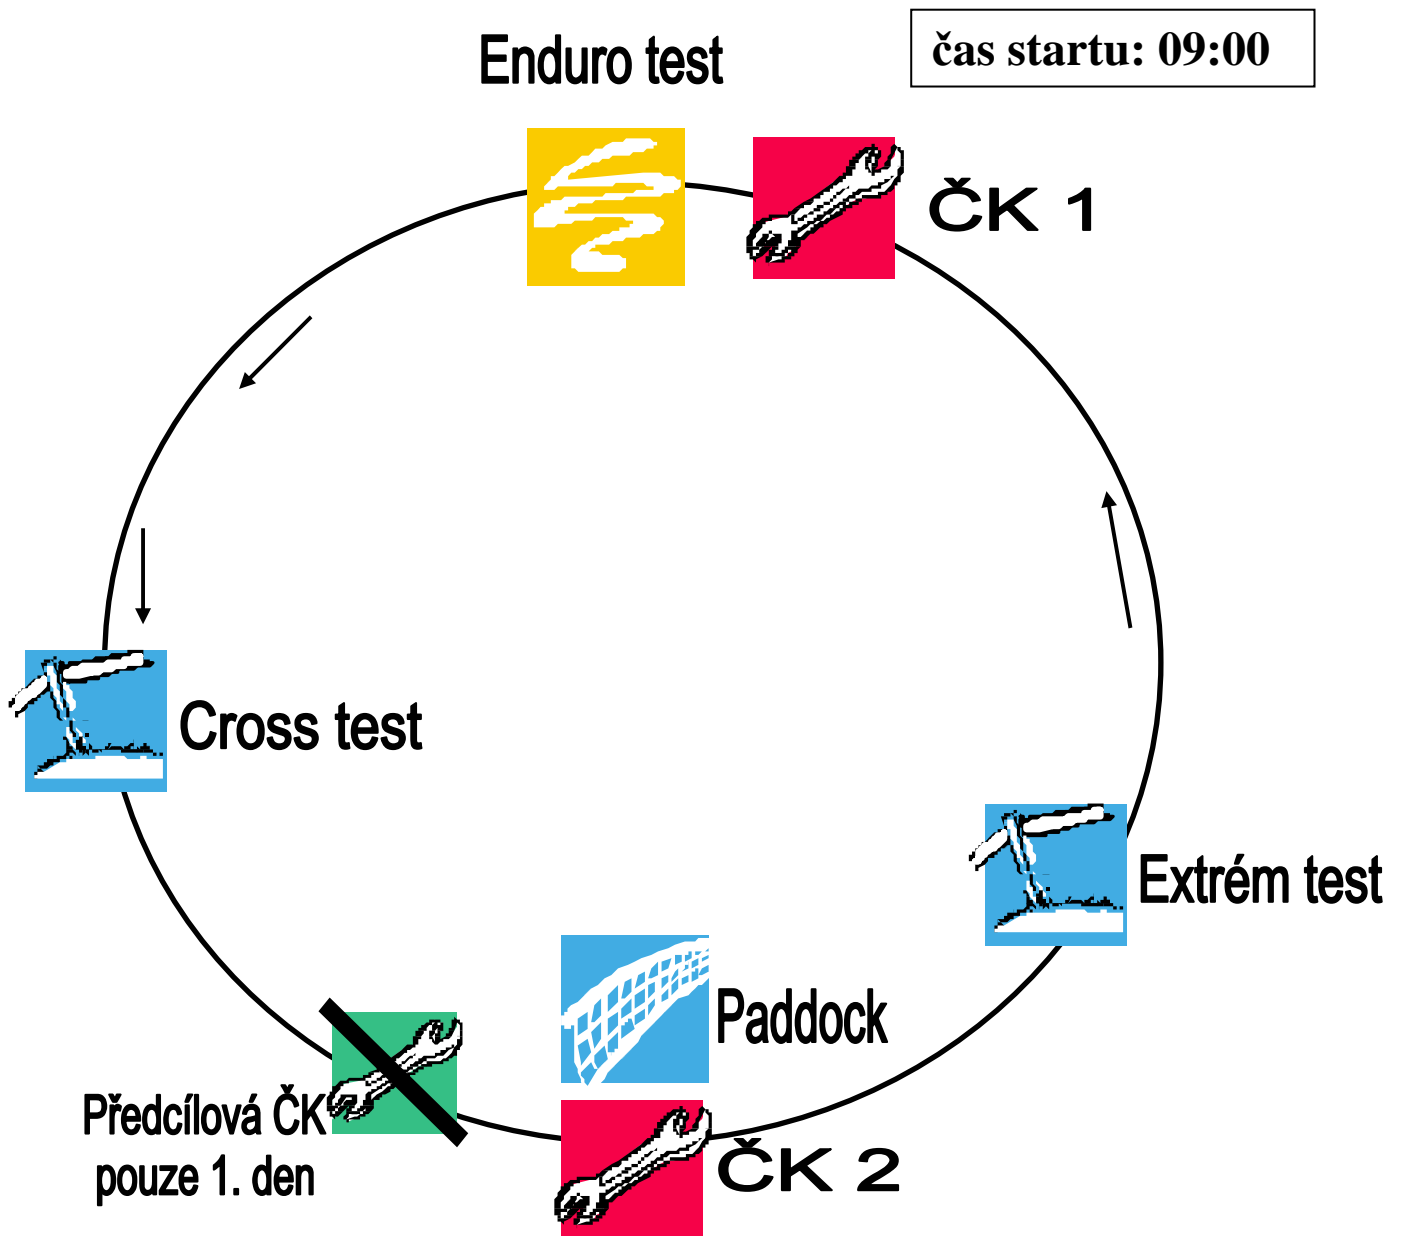 čas startu: 09:00
Enduro test
ČK 1
Cross test
Extrém test
Paddock
Předcílová ČK
pouze 1. den
ČK 2